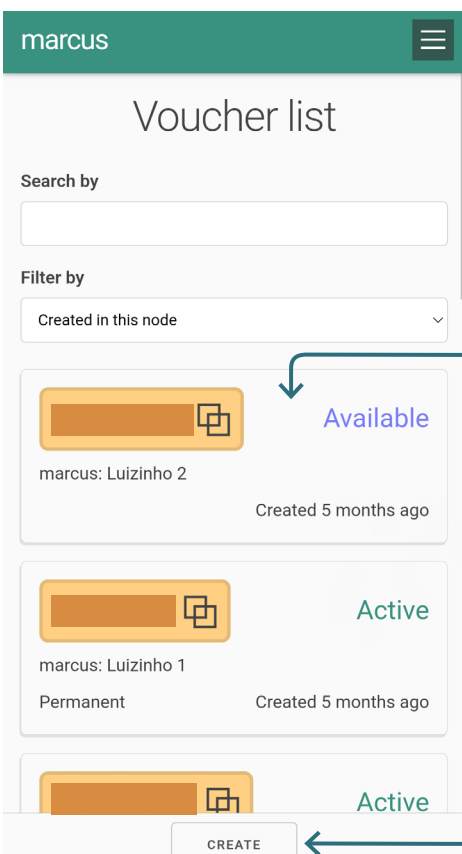 marcus
Voucher list
Search by
Filter by
Created in this node
Available
marcus: Luizinho 2
Created 5 months ago
Active
marcus: Luizinho 1
Permanent Created 5 months ago
Active
CREATE